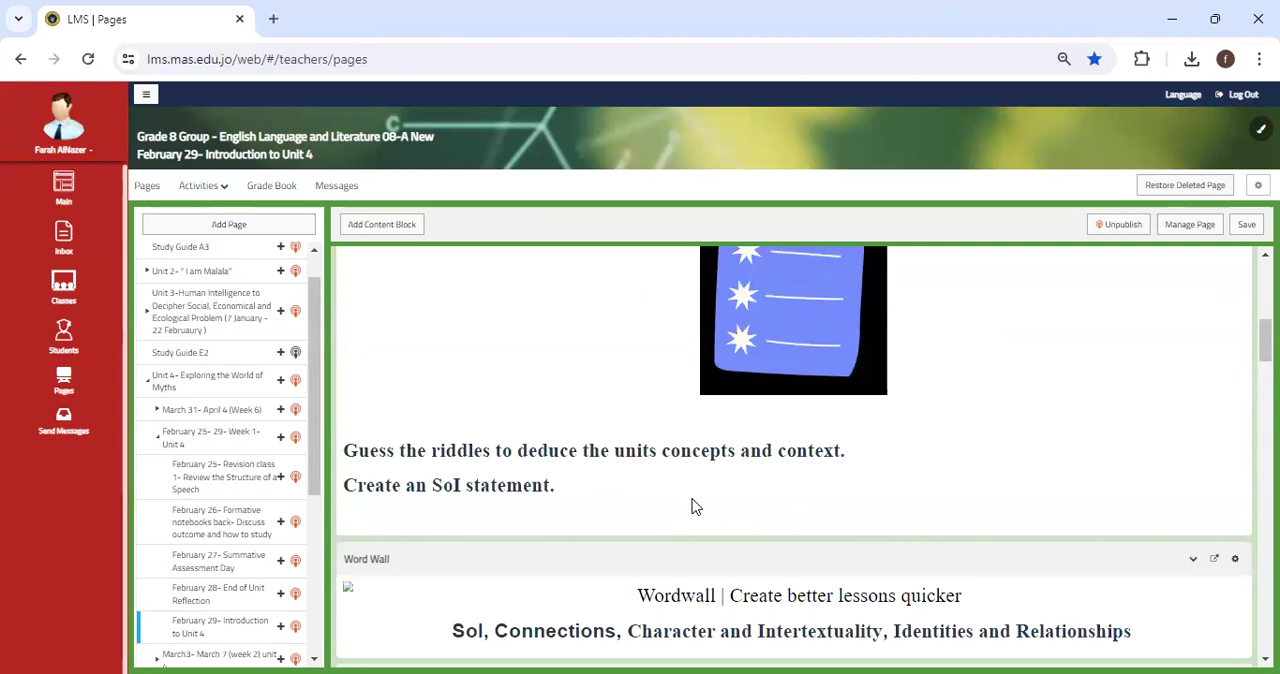 LMS | Pages
lms.mas.edu.jo/web/#/teachers/pages
f
Language
Log Out
Farah AlNazer
Grade 8 Group - English Language and Literature 08-A New
February 29- Introduction to Unit 4
Main
Inbox
Classes
Students
Pages
Send Messages
Pages
Activities
Grade Book
Messages
Restore Deleted Page
Add Page
Add Content Block
Unpublish
Manage Page
Save
Study Guide A3
Unit 2- " I am Malala"
Unit 3-Human Intelligence to
Decipher Social, Economical and
Ecological Problem (7 January -
22 Februaury )
Study Guide E2
Unit 4- Exploring the World of
Myths
March 31- April 4 (Week 6)
February 25- 29- Week 1-
Unit 4
February 25- Revision class
1- Review the Structure of a
Speech
February 26- Formative
notebooks back- Discuss
outcome and how to study
February 27- Summative
Assessment Day
February 28- End of Unit
Reflection
February 29- Introduction
to Unit 4
March3- March 7 (week 2) unit
Guess the riddles to deduce the units concepts and context.
Create an SoI statement.
Word Wall
Wordwall | Create better lessons quicker
SoI, Connections, Character and Intertextuality, Identities and Relationships